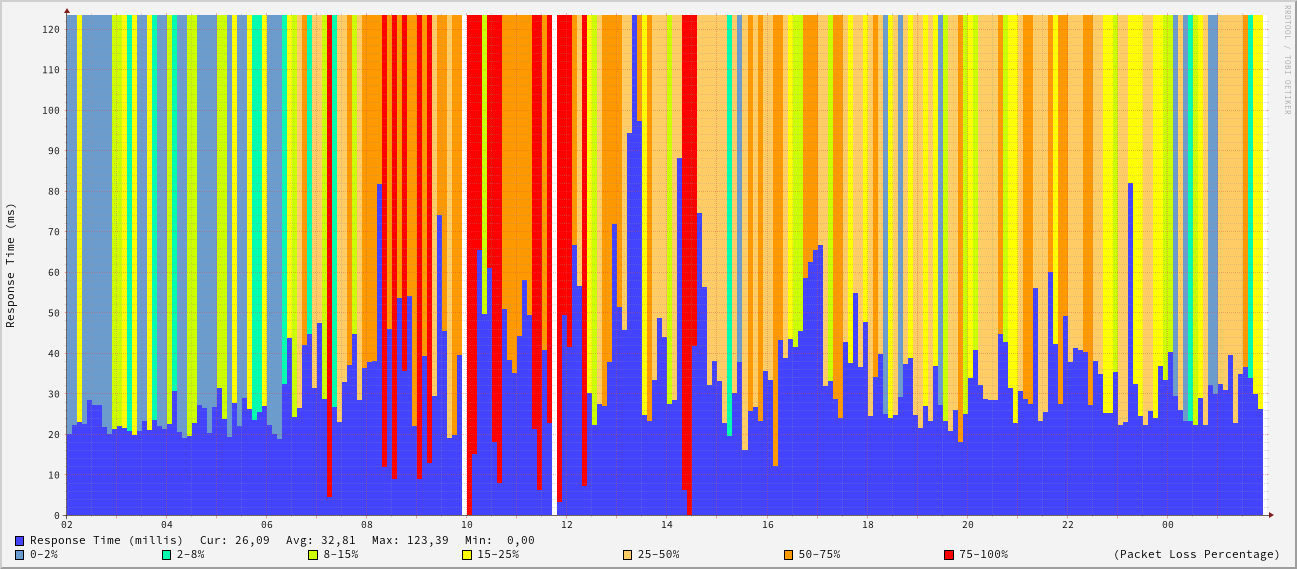 RRDTOOL / TOBI OETIKER
Response Time (ms)
120
110
100
90
80
70
60
50
40
30
20
10
0
02 04 06 08 10 12 14 16 18 20 22 00
Response Time (millis) Cur: 26,09 Avg: 32,81 Max: 123,39 Min: 0,00
0-2% 2-8% 8-15% 15-25% 25-50% 50-75% 75-100% (Packet Loss Percentage)